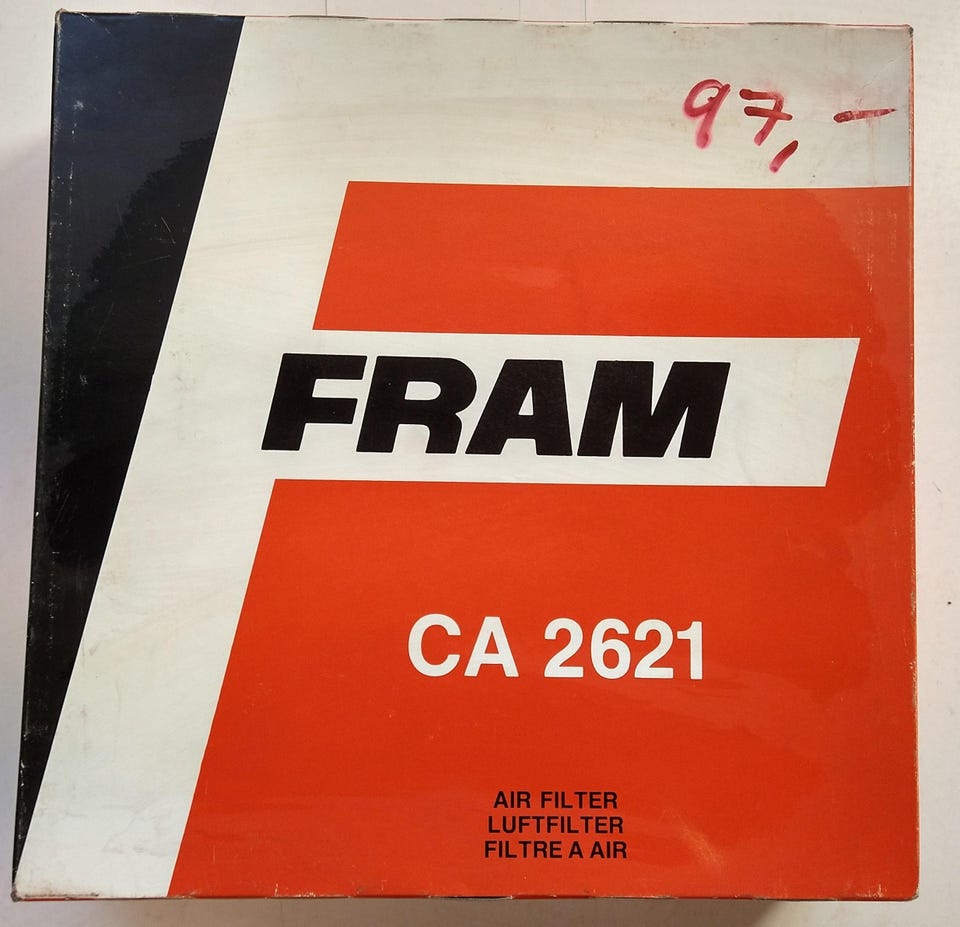 97,-
FRAM
CA 2621
AIR FILTER
LUFTFILTER
FILTRE A AIR